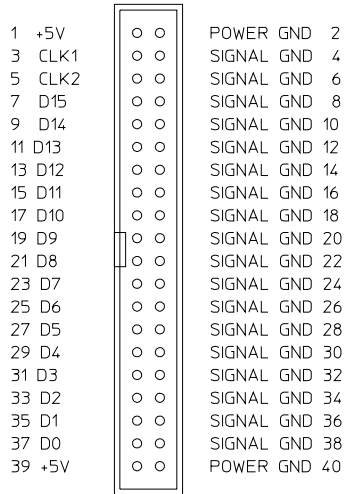 1 +5V POWER GND 2
3 CLK1 SIGNAL GND 4
5 CLK2 SIGNAL GND 6
7 D15 SIGNAL GND 8
9 D14 SIGNAL GND 10
11 D13 SIGNAL GND 12
13 D12 SIGNAL GND 14
15 D11 SIGNAL GND 16
17 D10 SIGNAL GND 18
19 D9 SIGNAL GND 20
21 D8 SIGNAL GND 22
23 D7 SIGNAL GND 24
25 D6 SIGNAL GND 26
27 D5 SIGNAL GND 28
29 D4 SIGNAL GND 30
31 D3 SIGNAL GND 32
33 D2 SIGNAL GND 34
35 D1 SIGNAL GND 36
37 D0 SIGNAL GND 38
39 +5V POWER GND 40